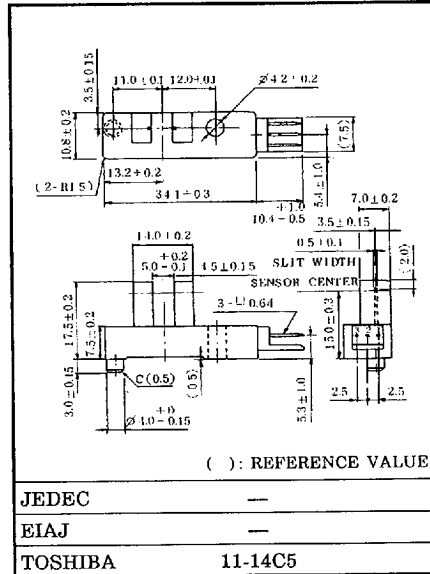 11.0±0.1 12.0±0.1
Ø4.2±0.2
3.5±0.15
10.8±0.2
(7.5)
5.4±1.0
(2-R1.5)
13.2±0.2
34.1±0.3
+1.0
10.4-0.5
7.0±0.2
3.5±0.15
0.5±0.1
SLIT WIDTH
SENSOR CENTER
(2.0)
14.0±0.2
+0.2
5.0-0.1
4.5±0.15
3-□0.64
17.5±0.2
7.5±0.2
15.0±0.3
3.0±0.15
C(0.5)
(0.5)
+0
Ø4.0-0.15
5.3±1.0
2.5 2.5
( ): REFERENCE VALUE
JEDEC —
EIAJ —
TOSHIBA 11-14C5